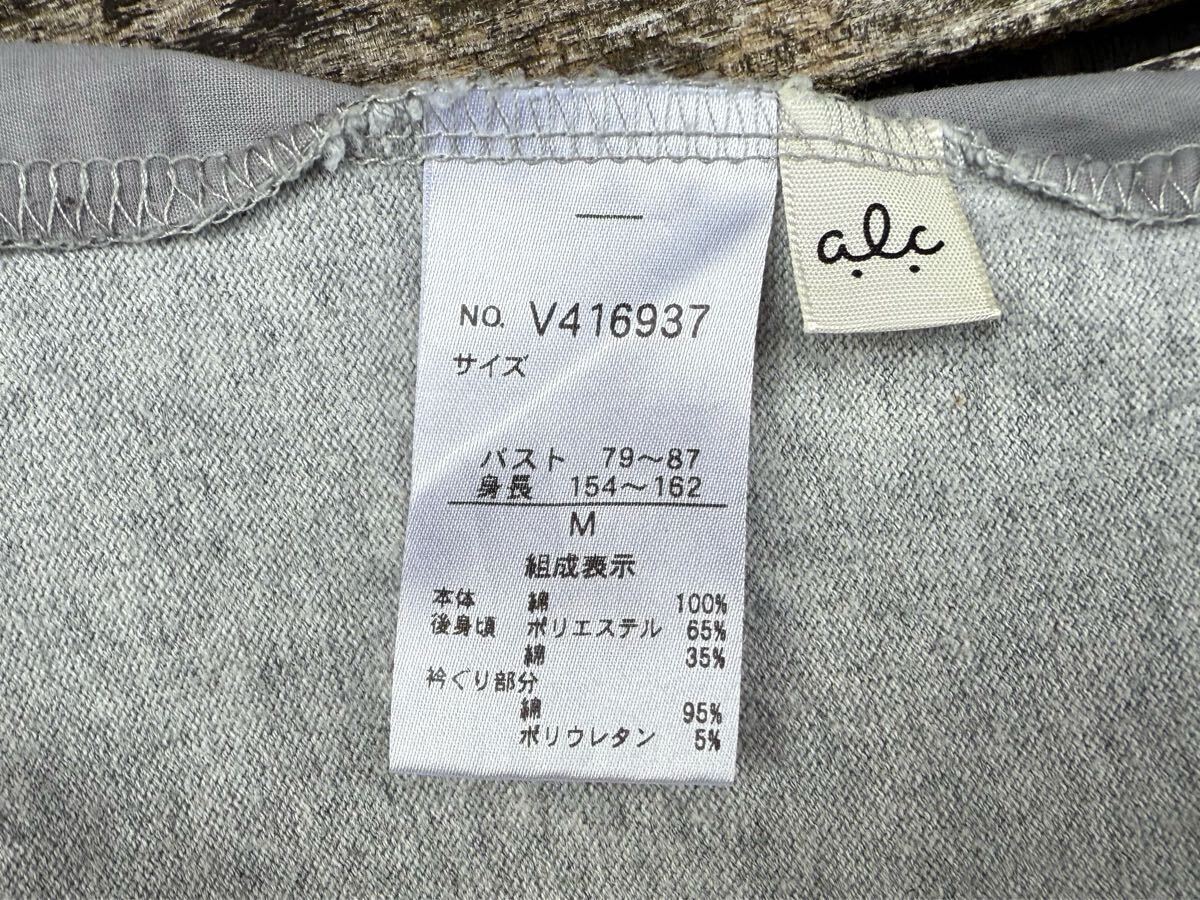 NO. V416937
サイズ
バスト 79～87
身長 154～162
M
組成表示
本体 綿 100%
後身頃 ポリエステル 65%
綿 35%
衿ぐり部分
綿 95%
ポリウレタン 5%
alc